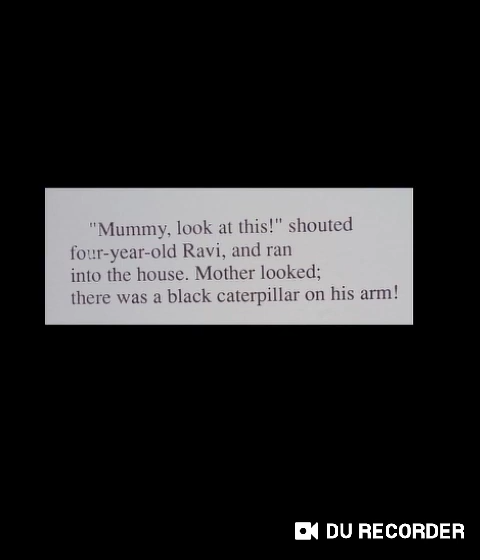 "Mummy, look at this!" shouted
four-year-old Ravi, and ran
into the house. Mother looked;
there was a black caterpillar on his arm!
DU RECORDER